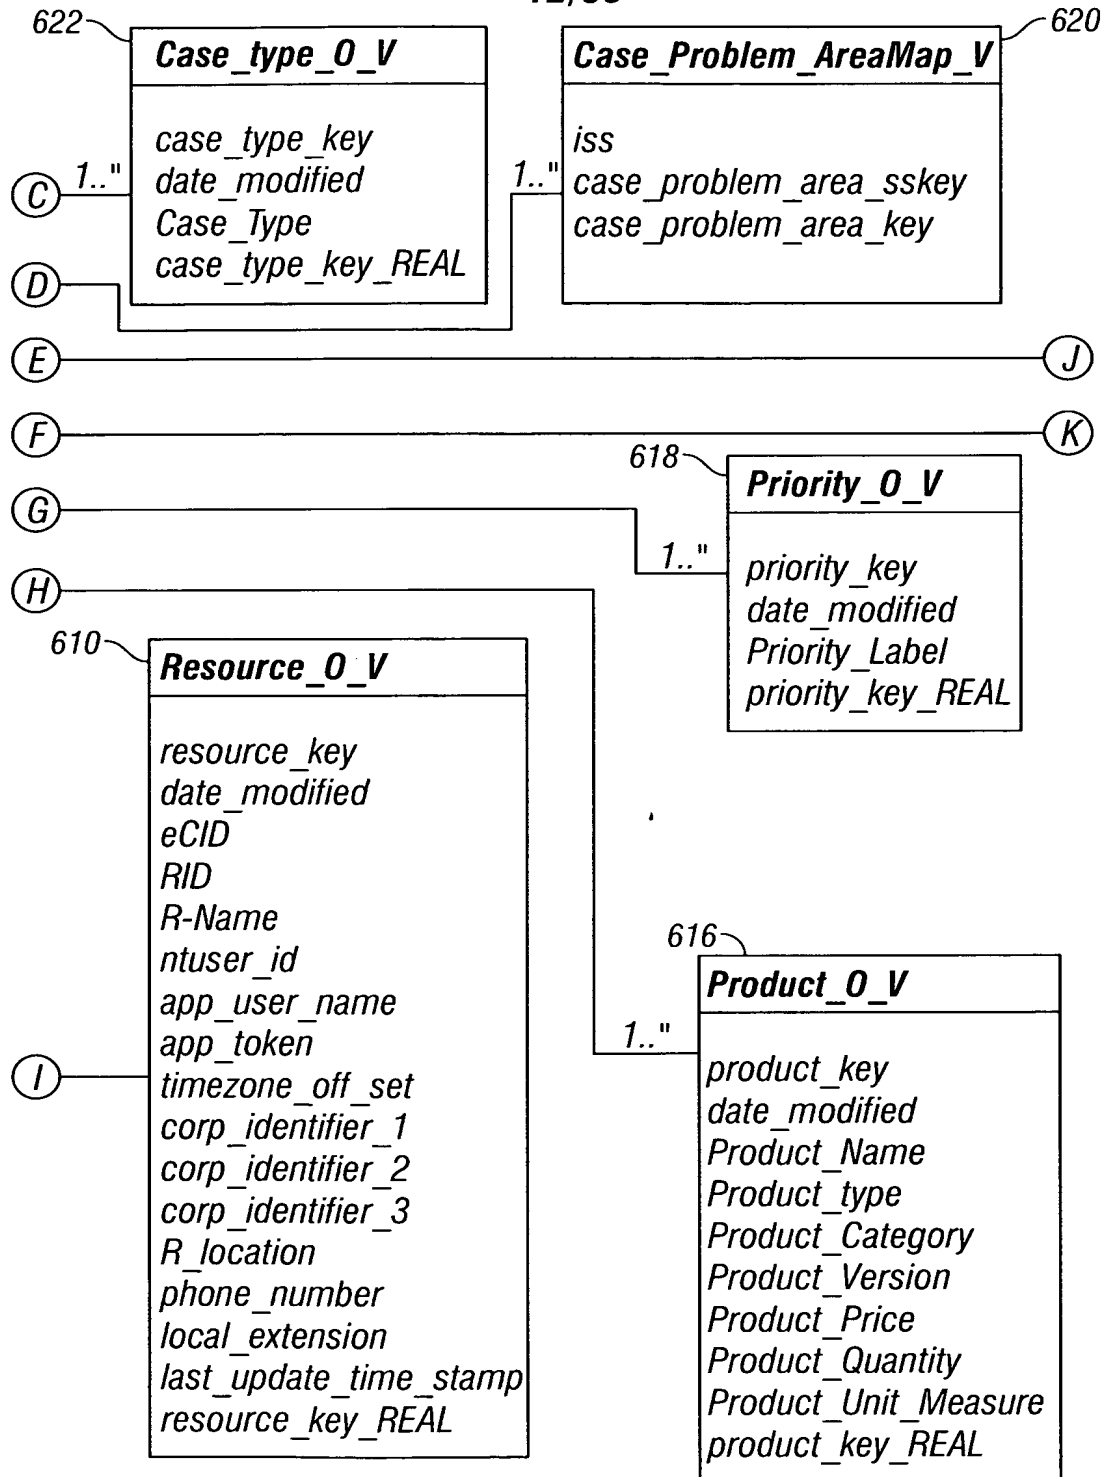 622
Case_type_O_V
case_type_key
date_modified
Case_Type
case_type_key_REAL
620
Case_Problem_AreaMap_V
iss
case_problem_area_sskey
case_problem_area_key
C
1.."
D
1.."
E
J
F
K
G
1.."
618
Priority_O_V
priority_key
date_modified
Priority_Label
priority_key_REAL
H
1.."
610
Resource_O_V
resource_key
date_modified
eCID
RID
R-Name
ntuser_id
app_user_name
app_token
timezone_off_set
corp_identifier_1
corp_identifier_2
corp_identifier_3
R_location
phone_number
local_extension
last_update_time_stamp
resource_key_REAL
I
616
Product_O_V
product_key
date_modified
Product_Name
Product_type
Product_Category
Product_Version
Product_Price
Product_Quantity
Product_Unit_Measure
product_key_REAL